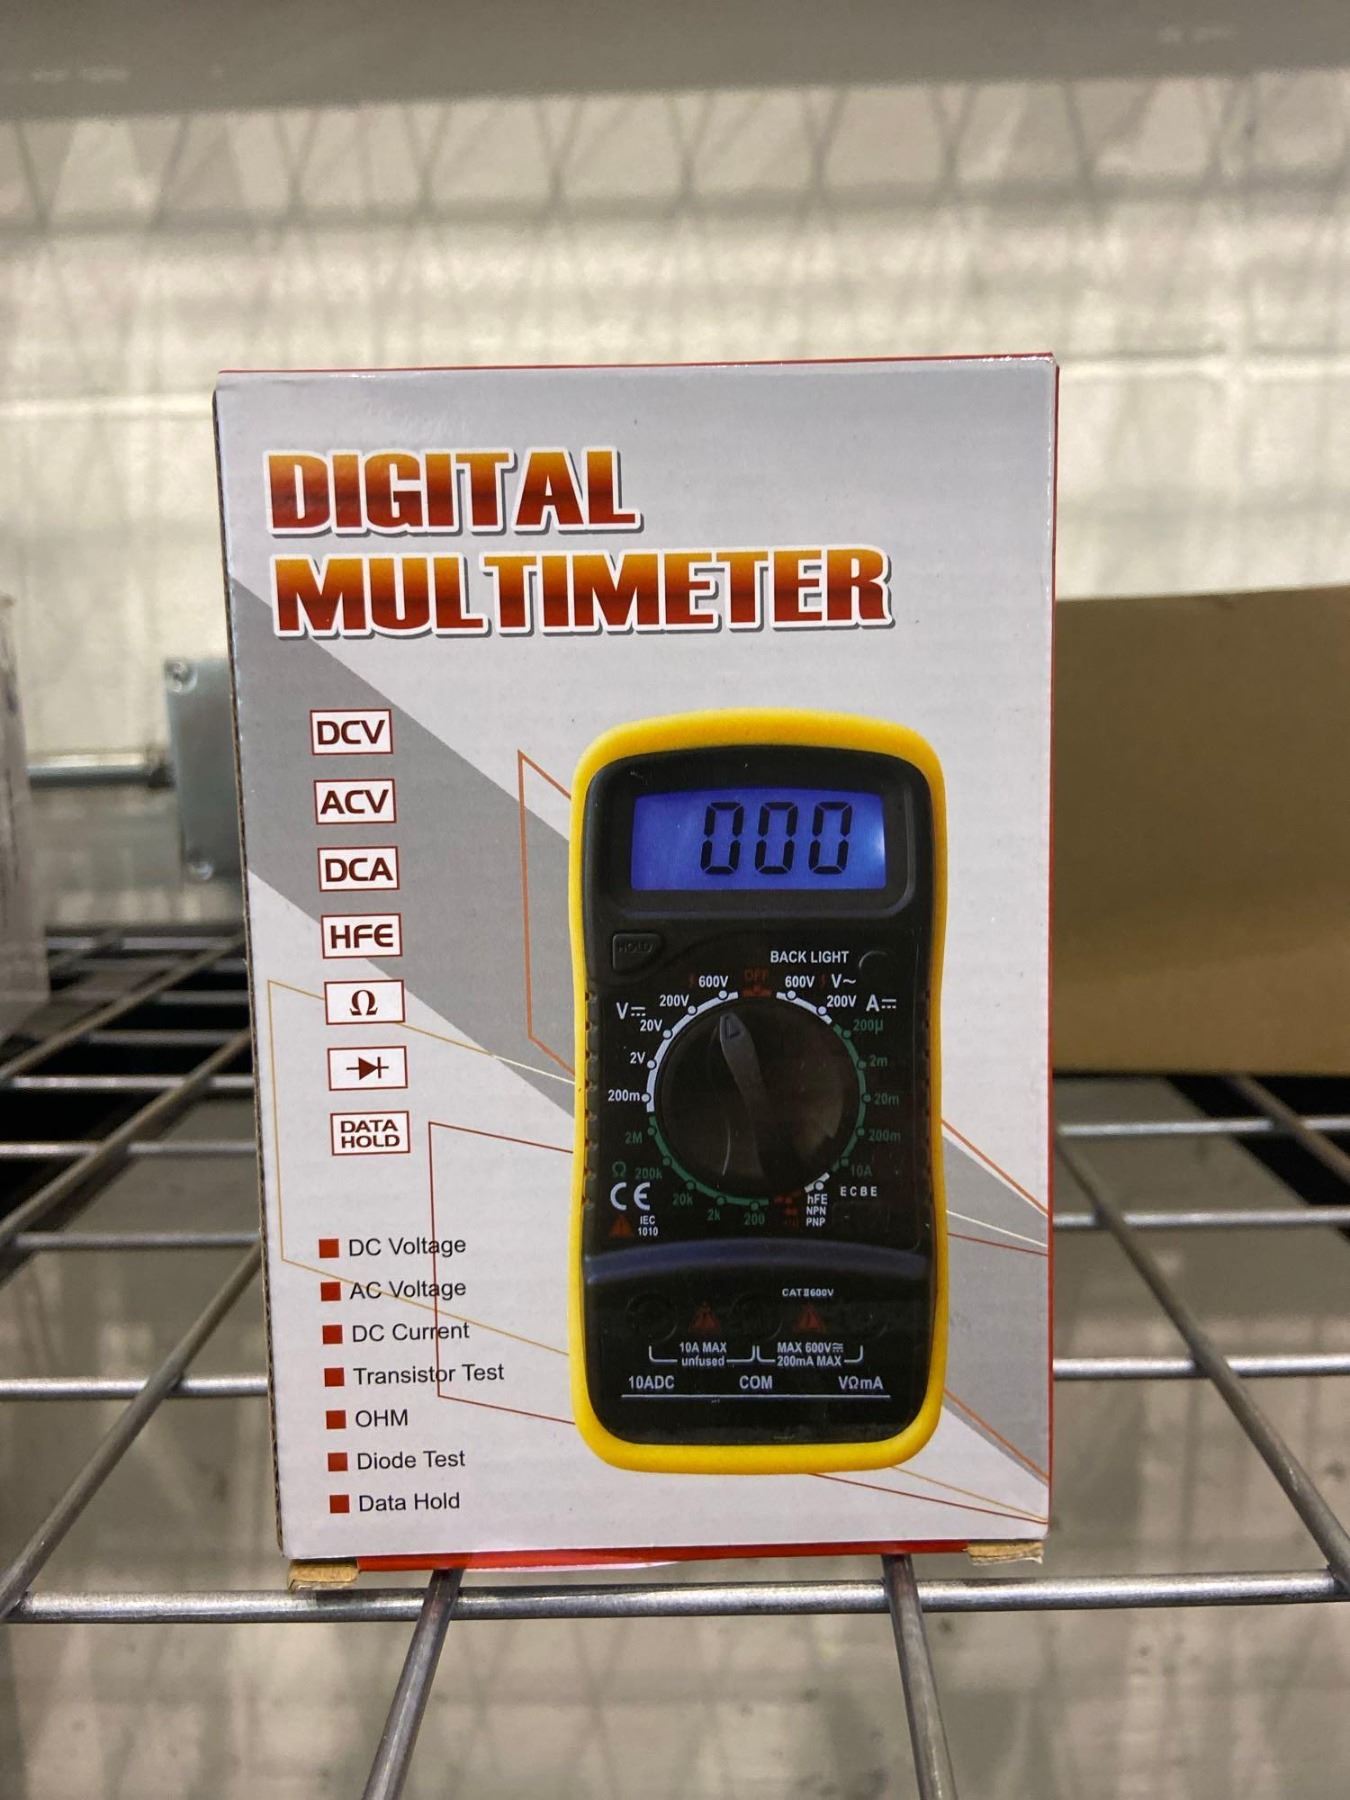 DIGITAL
MULTIMETER
DCV
ACV
DCA
HFE
Ω
DATA
HOLD
DC Voltage
AC Voltage
DC Current
Transistor Test
OHM
Diode Test
Data Hold
000
HOLD
BACK LIGHT
600V OFF 600V V~
V⎓ 200V 200V A⎓
20V 200µ
2V 2m
200m 20m
2M 200m
Ω 200k 10A
20k 2k 200
hFE
NPN
PNP
E C B E
CE
IEC
1010
CAT II 600V
10A MAX
unfused
MAX 600V
200mA MAX
10ADC COM VΩmA